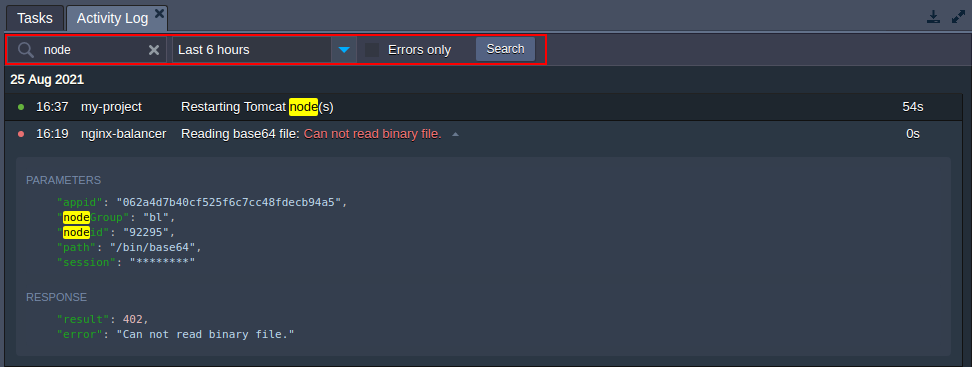 Tasks Activity Log
node Last 6 hours Errors only Search
25 Aug 2021
16:37 my-project Restarting Tomcat node(s) 54s
16:19 nginx-balancer Reading base64 file: Can not read binary file. 0s
PARAMETERS
"appid": "062a4d7b40cf525f6c7cc48fdecb94a5",
"nodeGroup": "bl",
"nodeid": "92295",
"path": "/bin/base64",
"session": "********"
RESPONSE
"result": 402,
"error": "Can not read binary file."